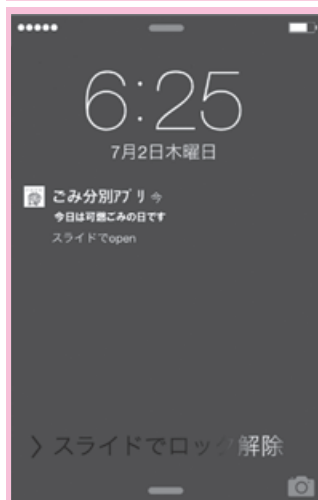 6:25
7月2日木曜日
ごみ分別アプリ 今
今日は可燃ごみの日です
スライドでopen
〉スライドでロック解除